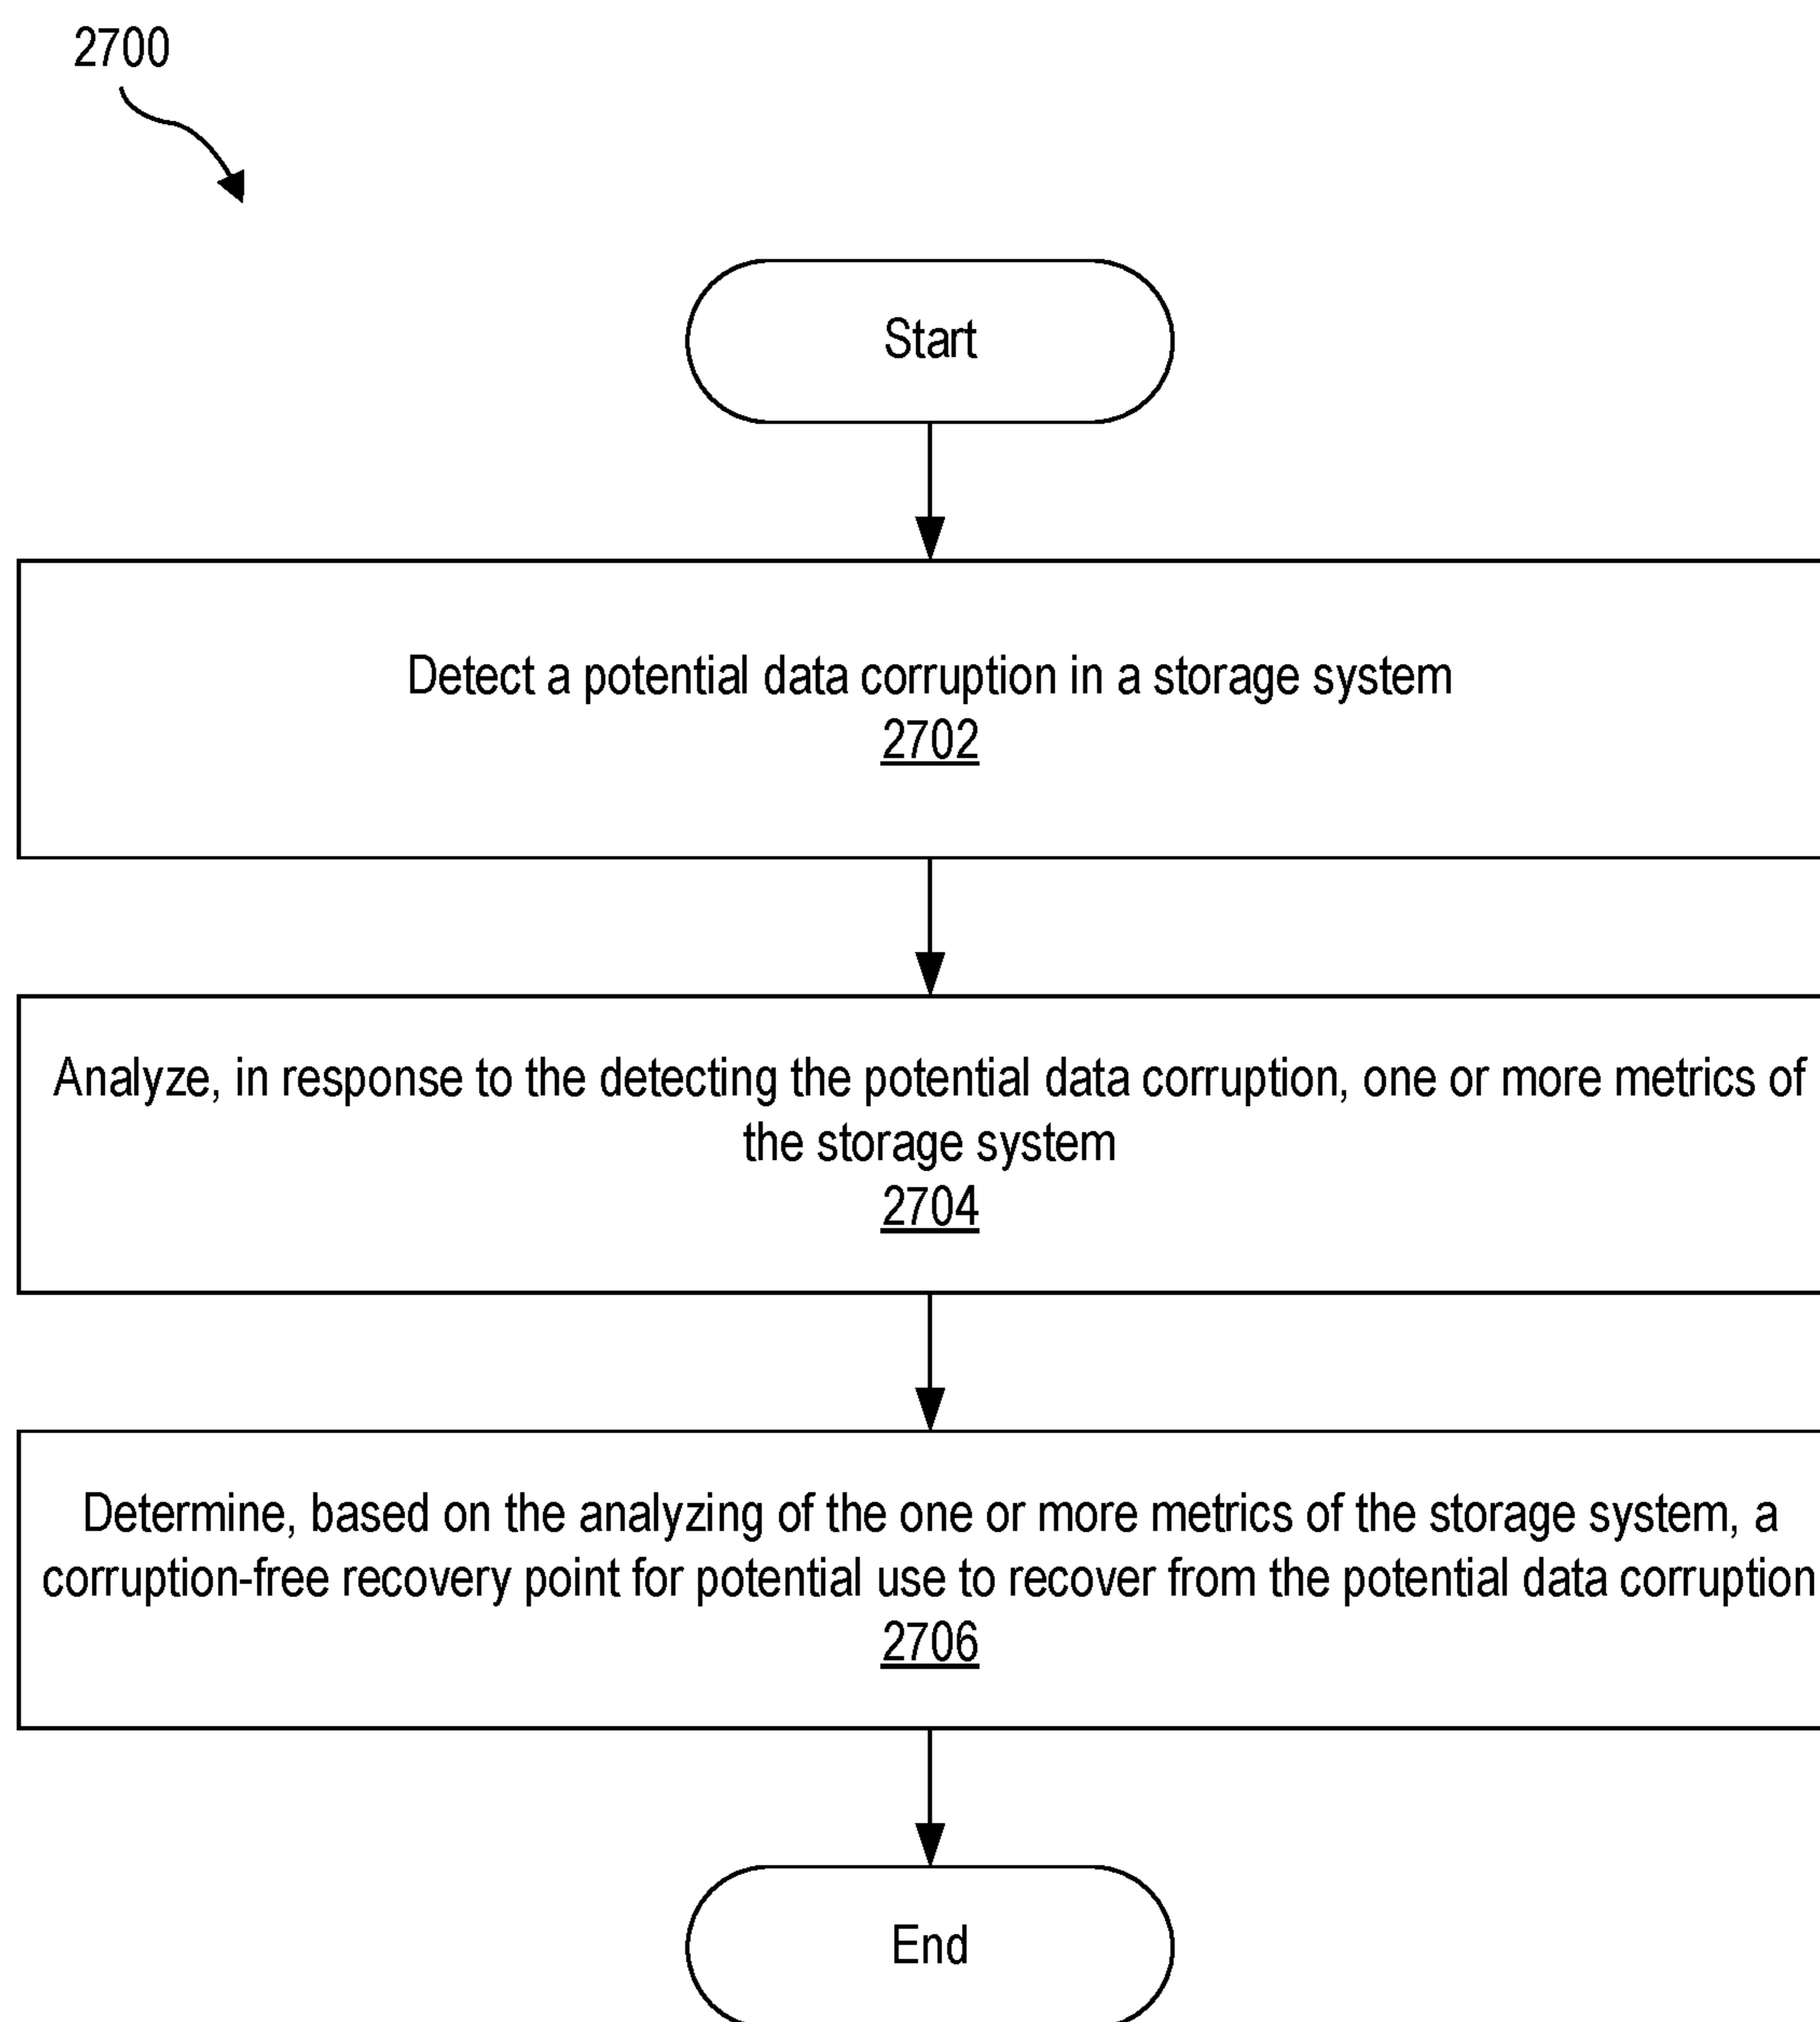 2700
Start
Detect a potential data corruption in a storage system
2702
Analyze, in response to the detecting the potential data corruption, one or more metrics of
the storage system
2704
Determine, based on the analyzing of the one or more metrics of the storage system, a
corruption-free recovery point for potential use to recover from the potential data corruption
2706
End